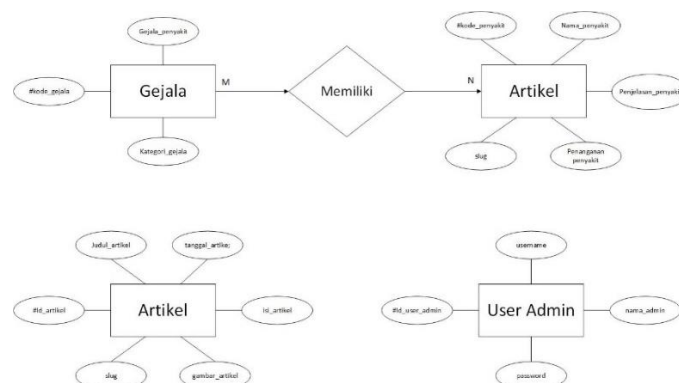 Gejala_penyakit
#kode_gejala
Gejala
Kategori_gejala
M
Memiliki
N
#kode_penyakit
Nama_penyakit
Artikel
Penjelasan_penyakit
slug
Penanganan
penyakit
Judul_artikel
tanggal_artikel
#id_artikel
Artikel
isi_artikel
slug
gambar_artikel
username
#id_user_admin
User Admin
nama_admin
password